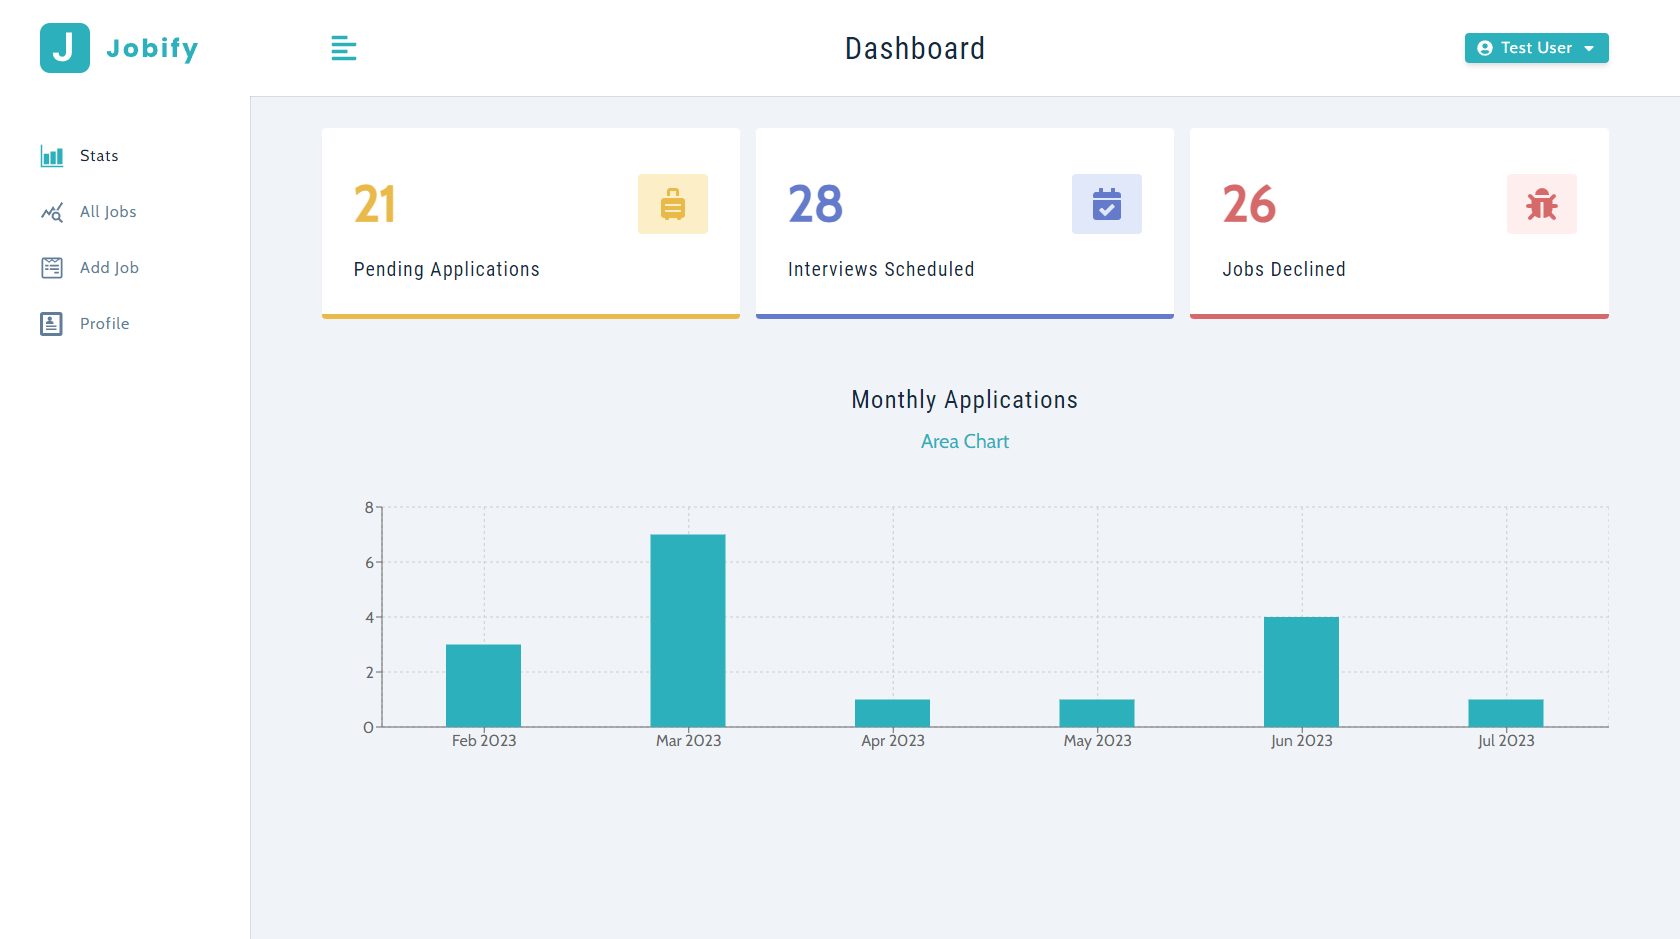 J Jobify
Dashboard
Test User
Stats
All Jobs
Add Job
Profile
21
Pending Applications
28
Interviews Scheduled
26
Jobs Declined
Monthly Applications
Area Chart
8
6
4
2
0
Feb 2023 Mar 2023 Apr 2023 May 2023 Jun 2023 Jul 2023